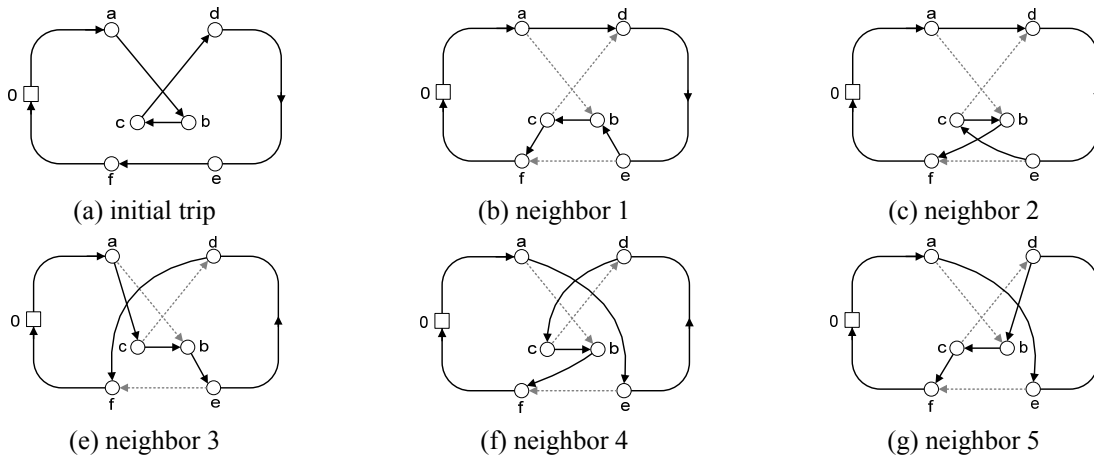 a d a d a d
0 c b 0 c b 0 c b
f e f e f e
(a) initial trip (b) neighbor 1 (c) neighbor 2
a d a d a d
0 c b 0 c b 0 c b
f e f e f e
(e) neighbor 3 (f) neighbor 4 (g) neighbor 5